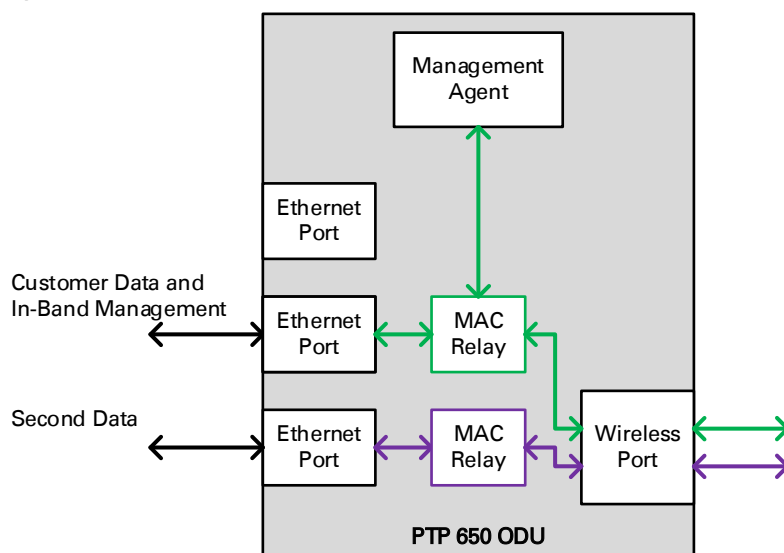 Management
Agent
Ethernet
Port
Customer Data and
In-Band Management
Ethernet
Port
MAC
Relay
Second Data
Ethernet
Port
MAC
Relay
Wireless
Port
PTP 650 ODU